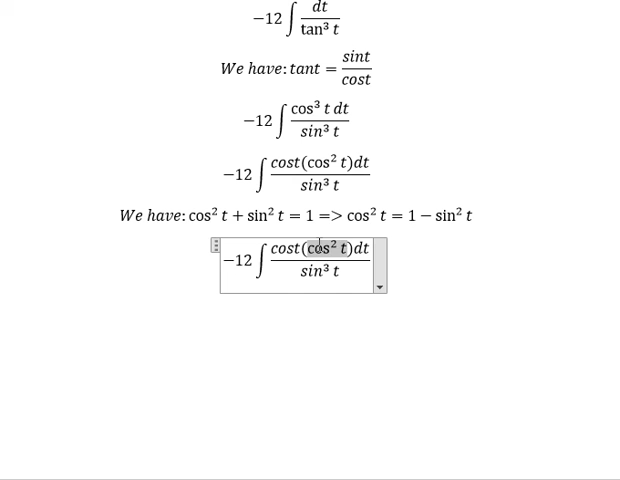 −12 ∫ dt / tan³ t
We have: tant = sint / cost
−12 ∫ cos³ t dt / sin³ t
−12 ∫ cost(cos² t)dt / sin³ t
We have: cos² t + sin² t = 1 => cos² t = 1 − sin² t
−12 ∫ cost(cos² t)dt / sin³ t